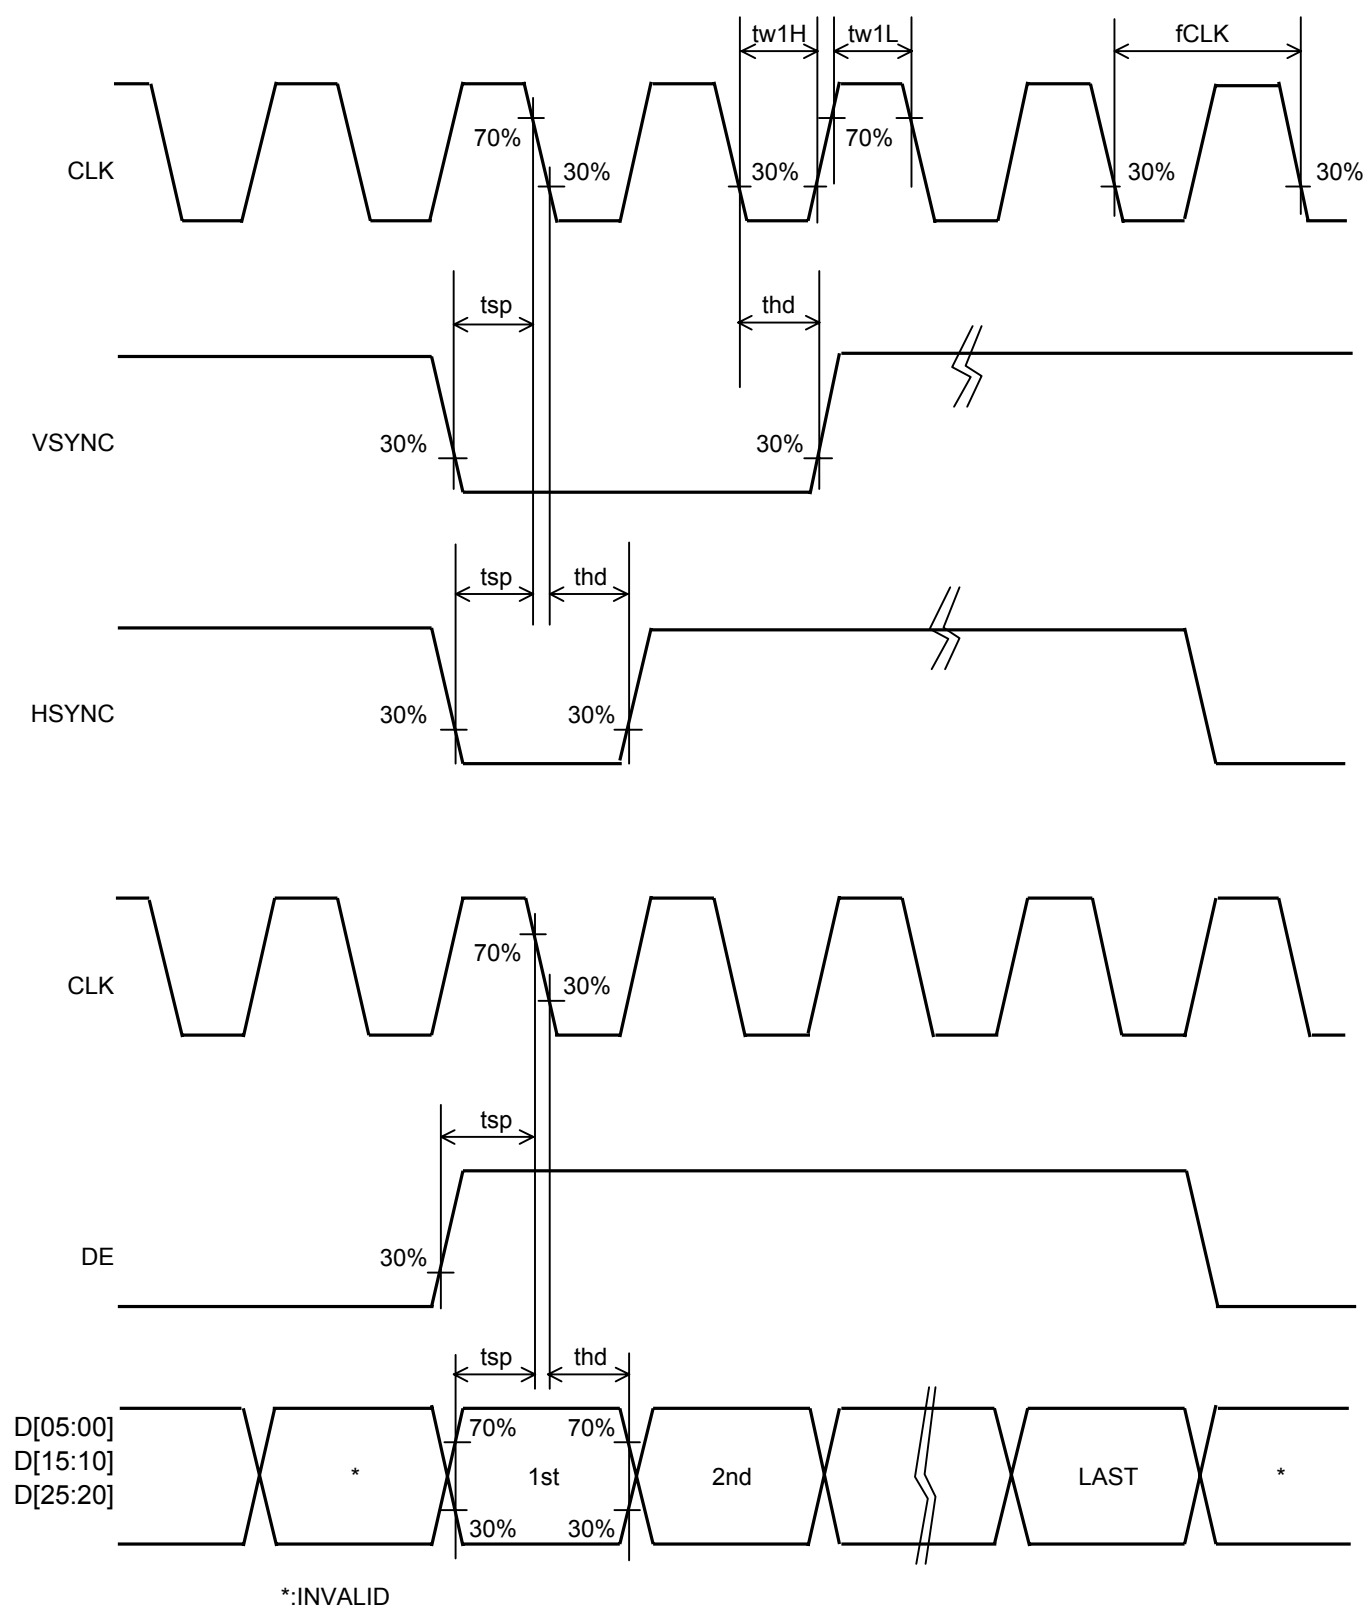 tw1H tw1L fCLK
70% 70%
CLK 30% 30% 30% 30%
tsp thd
VSYNC 30% 30%
tsp thd
HSYNC 30% 30%
70%
CLK 30%
tsp
DE 30%
tsp thd
D[05:00] 70% 70%
D[15:10] * 1st 2nd LAST *
D[25:20]
30% 30%
*:INVALID